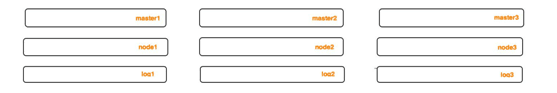 master1 master2 master3
node1 node2 node3
log1 log2 log3